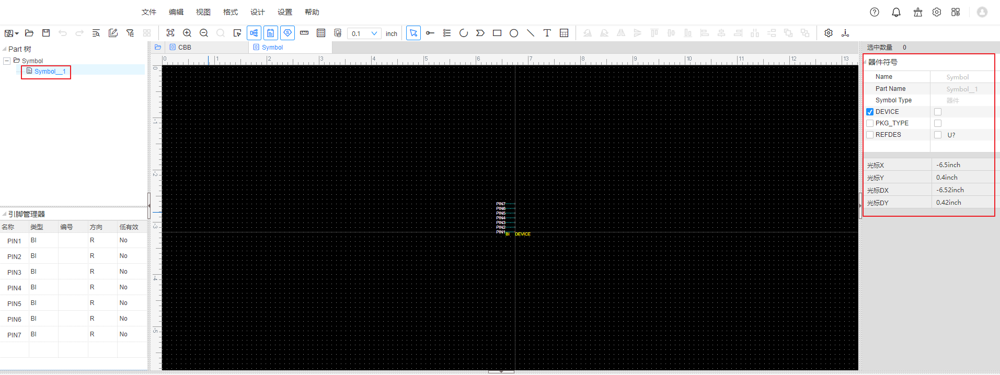 文件 编辑 视图 格式 设计 设置 帮助
0.1 inch
Part 树
Symbol
Symbol__1
CBB
Symbol
0 1 2 3 4 5 6 7 8 9 10 11 12 13
0
-1
-2
-3
-4
-5
PIN7
PIN6
PIN5
PIN4
PIN3
PIN2
PIN1
BI DEVICE
引脚管理器
名称 类型 编号 方向 低有效
PIN1 BI R No
PIN2 BI R No
PIN3 BI R No
PIN4 BI R No
PIN5 BI R No
PIN6 BI R No
PIN7 BI R No
选中数量 0
器件符号
Name Symbol
Part Name Symbol__1
Symbol Type 器件
DEVICE
PKG_TYPE
REFDES U?
光标X -6.5inch
光标Y 0.4inch
光标DX -6.52inch
光标DY 0.42inch